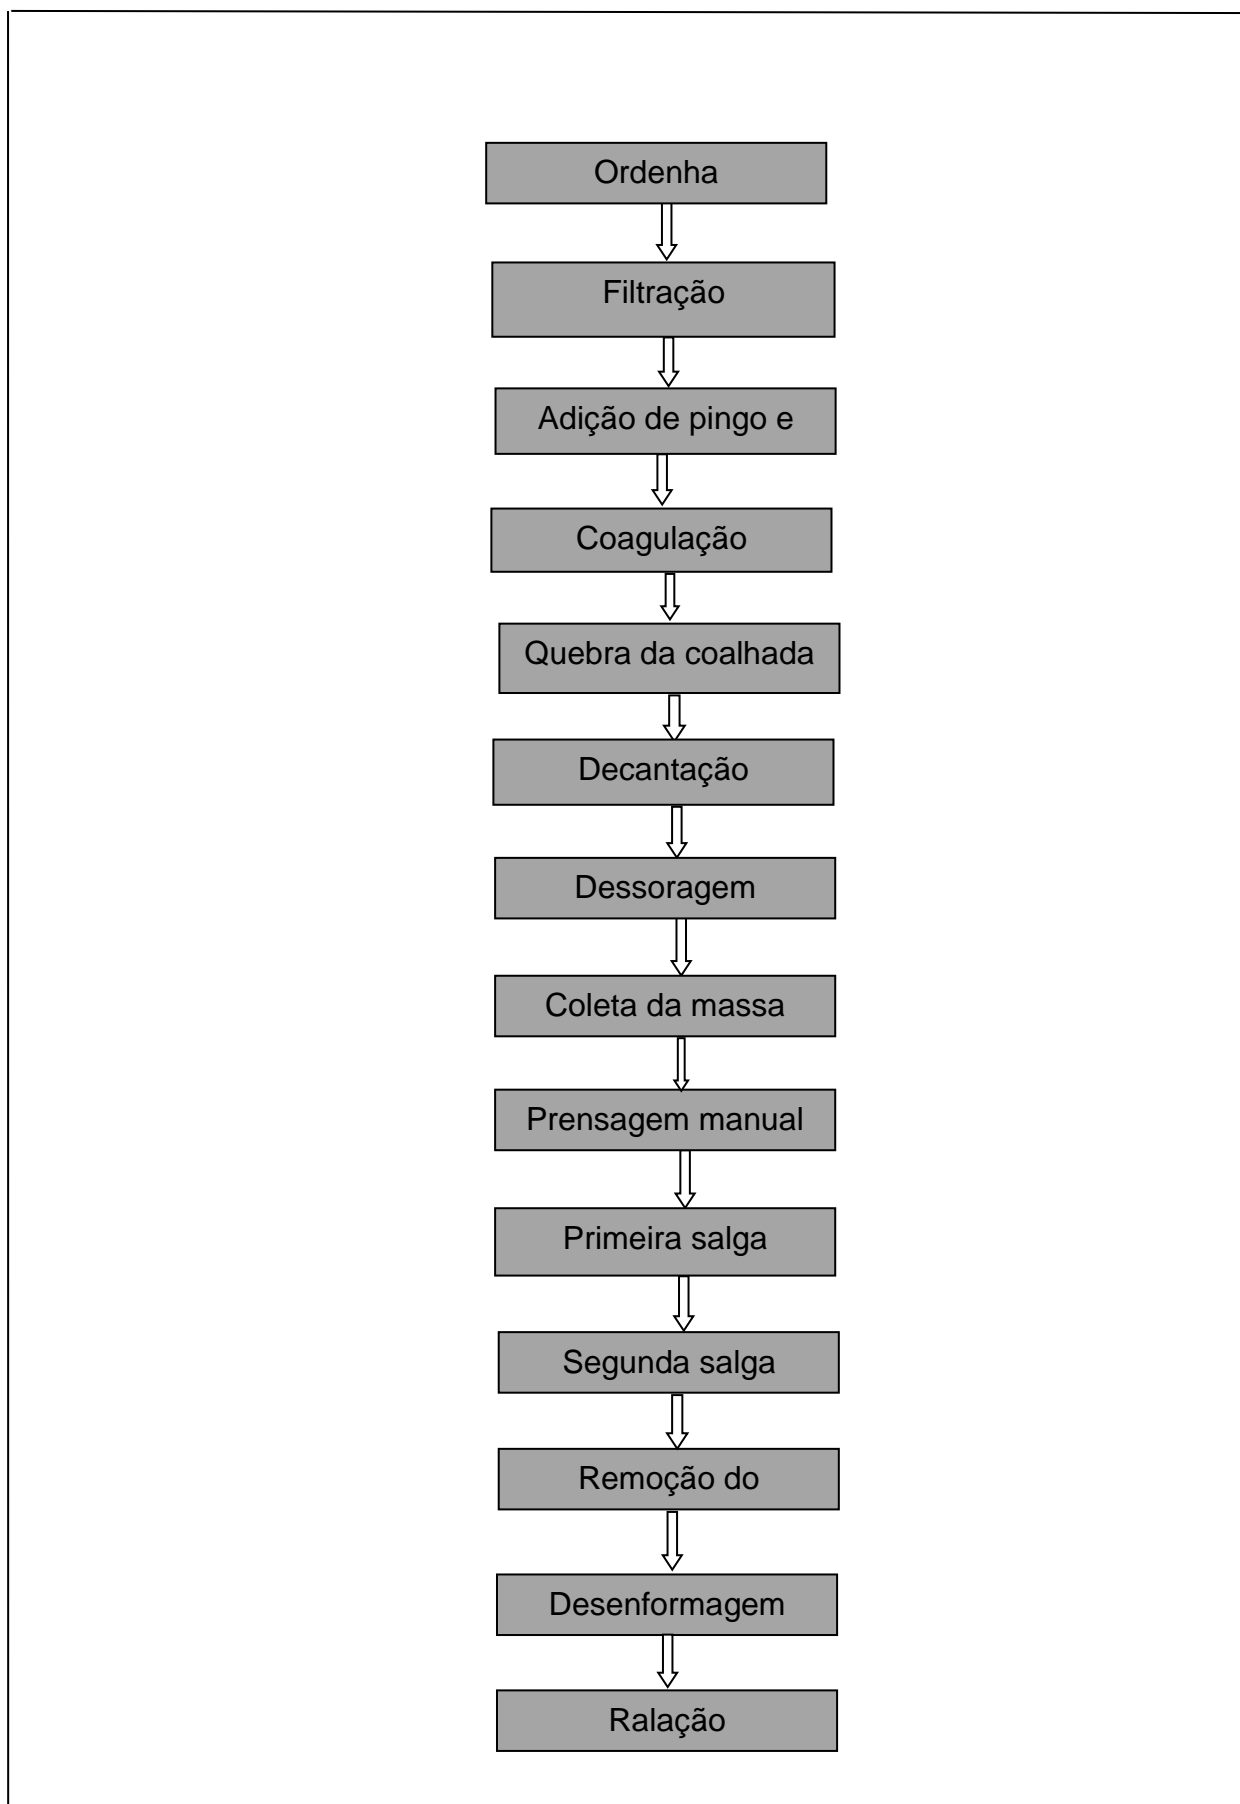 Ordenha
Filtração
Adição de pingo e
Coagulação
Quebra da coalhada
Decantação
Dessoragem
Coleta da massa
Prensagem manual
Primeira salga
Segunda salga
Remoção do
Desenformagem
Ralação